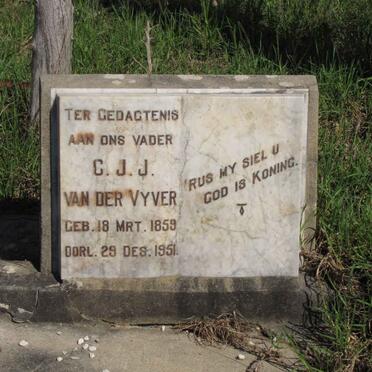 TER GEDAGTENIS
AAN ONS VADER
C. J. J.
VAN DER VYVER
GEB. 18 MRT. 1859
OORL. 29 DES. 1951.
'RUS MY SIEL U
GOD IS KONING.